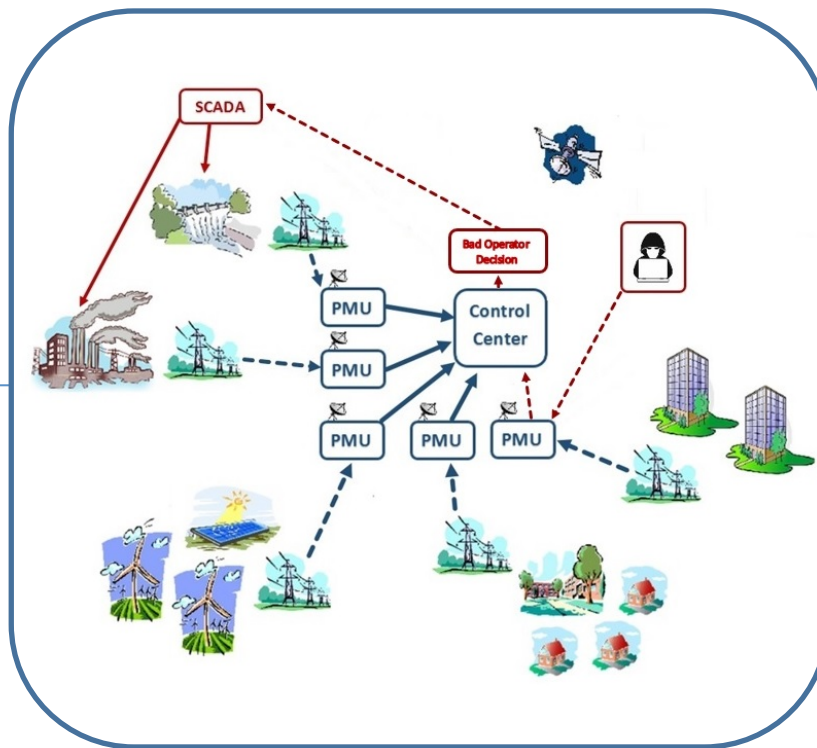 SCADA
Bad Operator
Decision
PMU
Control
Center
PMU
PMU
PMU
PMU